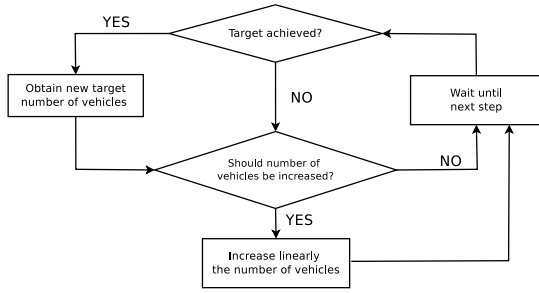 YES
Target achieved?
Obtain new target
number of vehicles
NO
Wait until
next step
Should number of
vehicles be increased?
NO
YES
Increase linearly
the number of vehicles